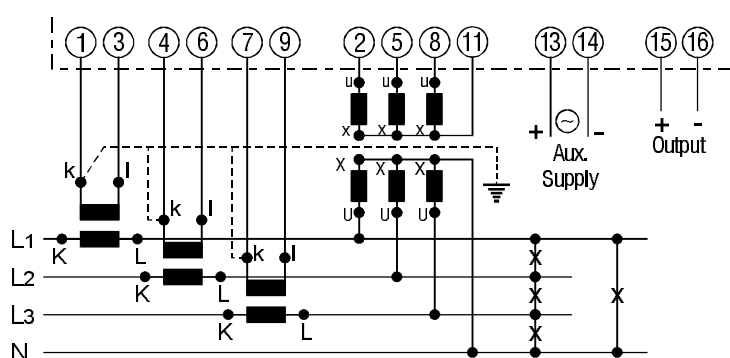 1 3 4 6 7 9 2 5 8 11 13 14 15 16
u u u
x x x
+ ~ - + -
Aux. Output
Supply
k l
X X X
k l
U U U
L1
K L
k l
X
L2
K L
X X
L3
K L
X
N